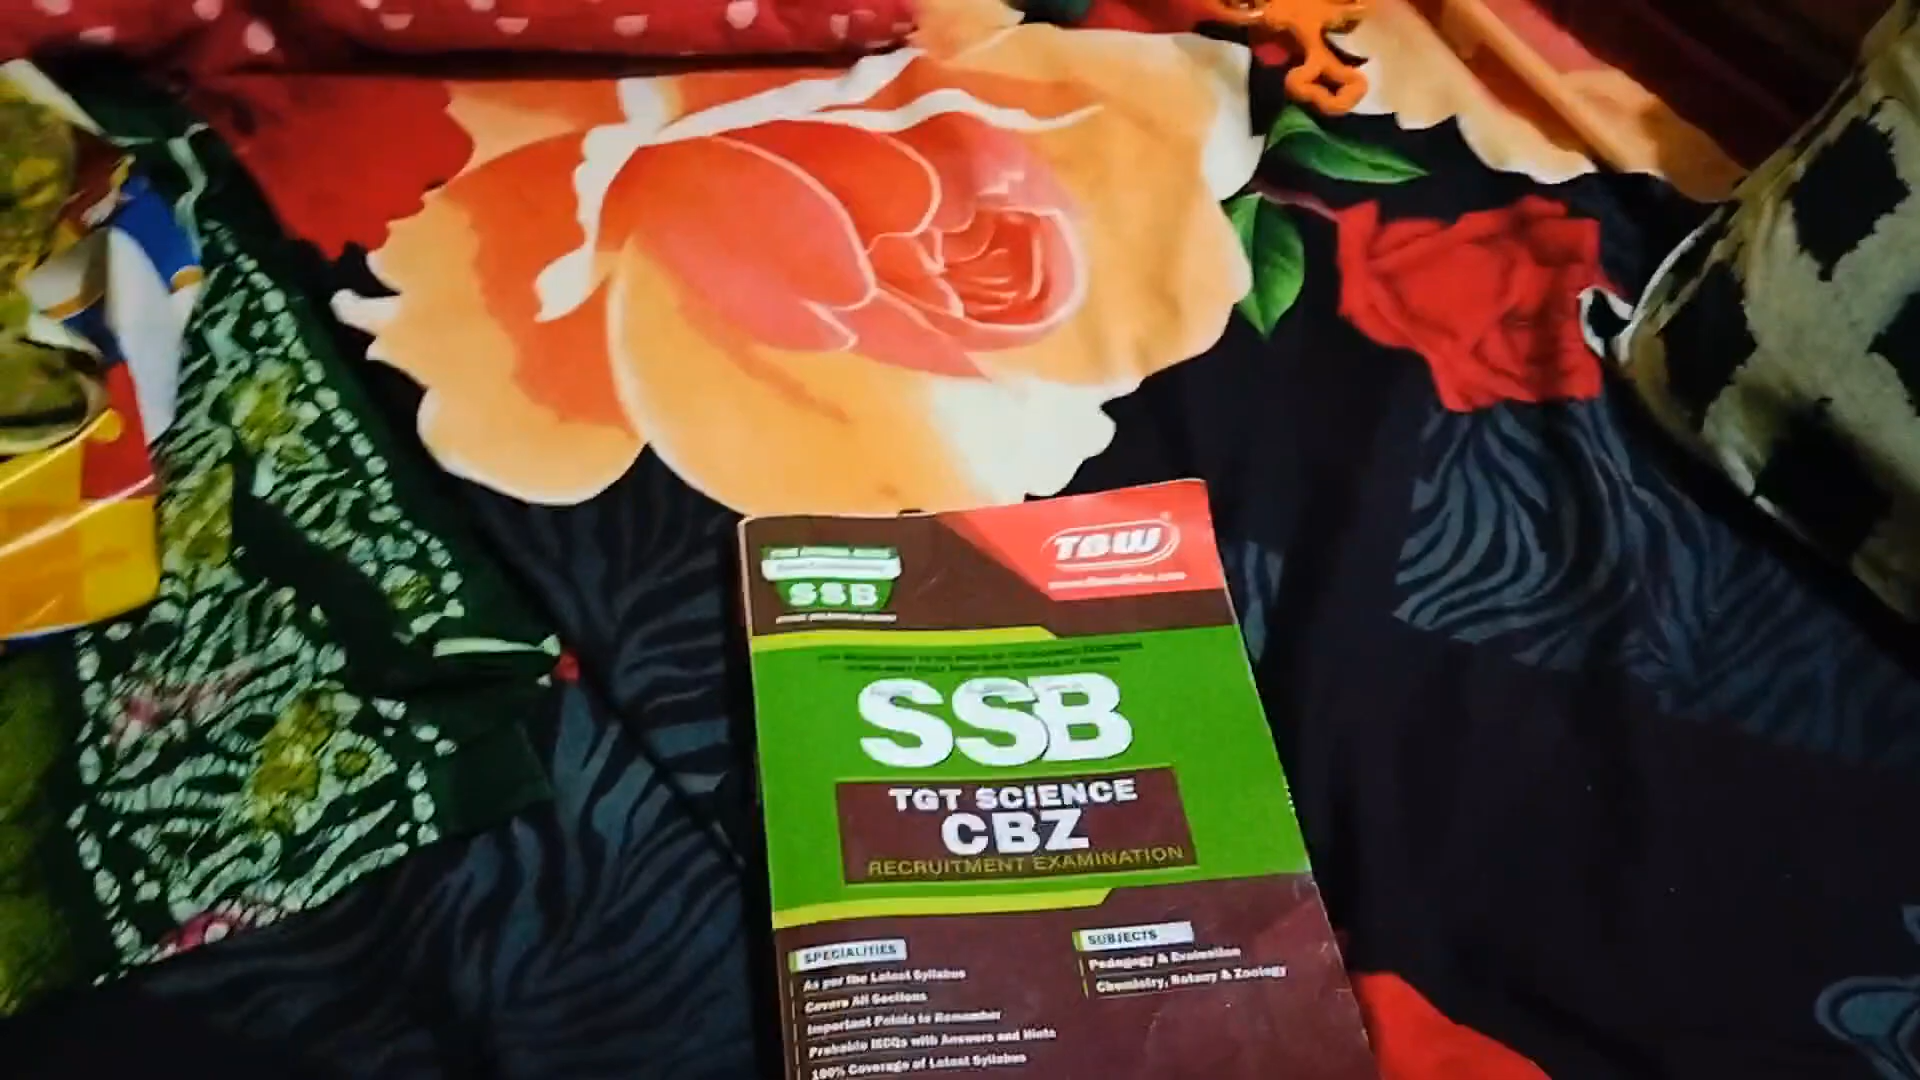 TBW
SSB
SSB
TGT SCIENCE
CBZ
RECRUITMENT EXAMINATION
SPECIALITIES
As per the Latest Syllabus
Covers All Sections
Important Points to Remember
Probable MCQs with Answers and Hints
100% Coverage of Latest Syllabus
SUBJECTS
Pedagogy & Evaluation
Chemistry, Botany & Zoology